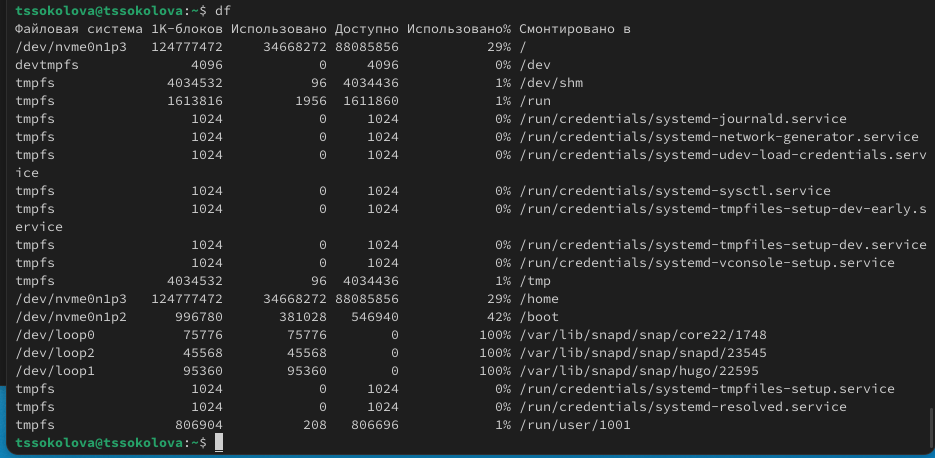 tssokolova@tssokolova:~$ df
Файловая система 1K-блоков Использовано Доступно Использовано% Смонтировано в
/dev/nvme0n1p3   124777472     34668272 88085856           29% /
devtmpfs              4096            0     4096            0% /dev
tmpfs              4034532           96  4034436            1% /dev/shm
tmpfs              1613816         1956  1611860            1% /run
tmpfs                 1024            0     1024            0% /run/credentials/systemd-journald.service
tmpfs                 1024            0     1024            0% /run/credentials/systemd-network-generator.service
tmpfs                 1024            0     1024            0% /run/credentials/systemd-udev-load-credentials.serv
ice
tmpfs                 1024            0     1024            0% /run/credentials/systemd-sysctl.service
tmpfs                 1024            0     1024            0% /run/credentials/systemd-tmpfiles-setup-dev-early.s
ervice
tmpfs                 1024            0     1024            0% /run/credentials/systemd-tmpfiles-setup-dev.service
tmpfs                 1024            0     1024            0% /run/credentials/systemd-vconsole-setup.service
tmpfs              4034532           96  4034436            1% /tmp
/dev/nvme0n1p3   124777472     34668272 88085856           29% /home
/dev/nvme0n1p2      996780       381028   546940           42% /boot
/dev/loop0           75776        75776        0          100% /var/lib/snapd/snap/core22/1748
/dev/loop2           45568        45568        0          100% /var/lib/snapd/snap/snapd/23545
/dev/loop1           95360        95360        0          100% /var/lib/snapd/snap/hugo/22595
tmpfs                 1024            0     1024            0% /run/credentials/systemd-tmpfiles-setup.service
tmpfs                 1024            0     1024            0% /run/credentials/systemd-resolved.service
tmpfs               806904          208   806696            1% /run/user/1001
tssokolova@tssokolova:~$